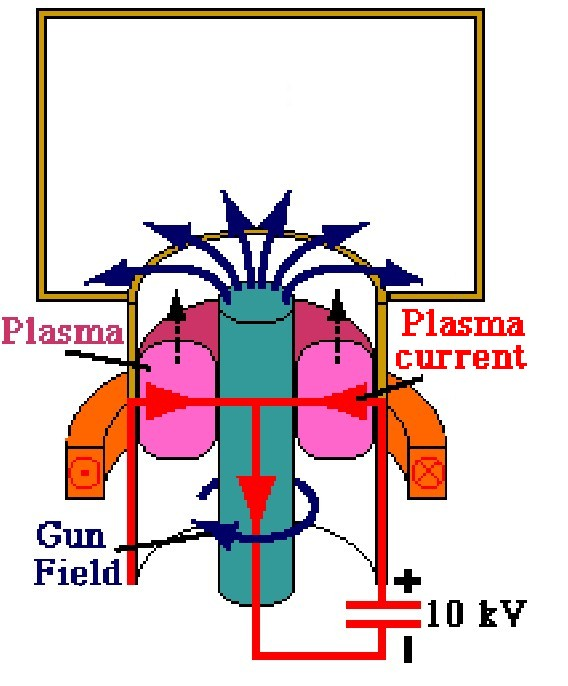 Plasma
Plasma
current
Gun
Field
+
10 kV
-